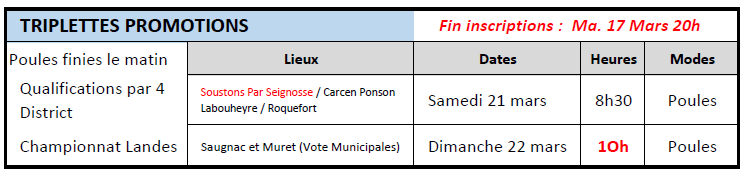 TRIPLETTES PROMOTIONS Fin inscriptions : Ma. 17 Mars 20h
Poules finies le matin Lieux Dates Heures Modes
Qualifications par 4 District Soustons Par Seignosse / Carcen Ponson
Labouheyre / Roquefort Samedi 21 mars 8h30 Poules
Championnat Landes Saugnac et Muret (Vote Municipales) Dimanche 22 mars 1Oh Poules